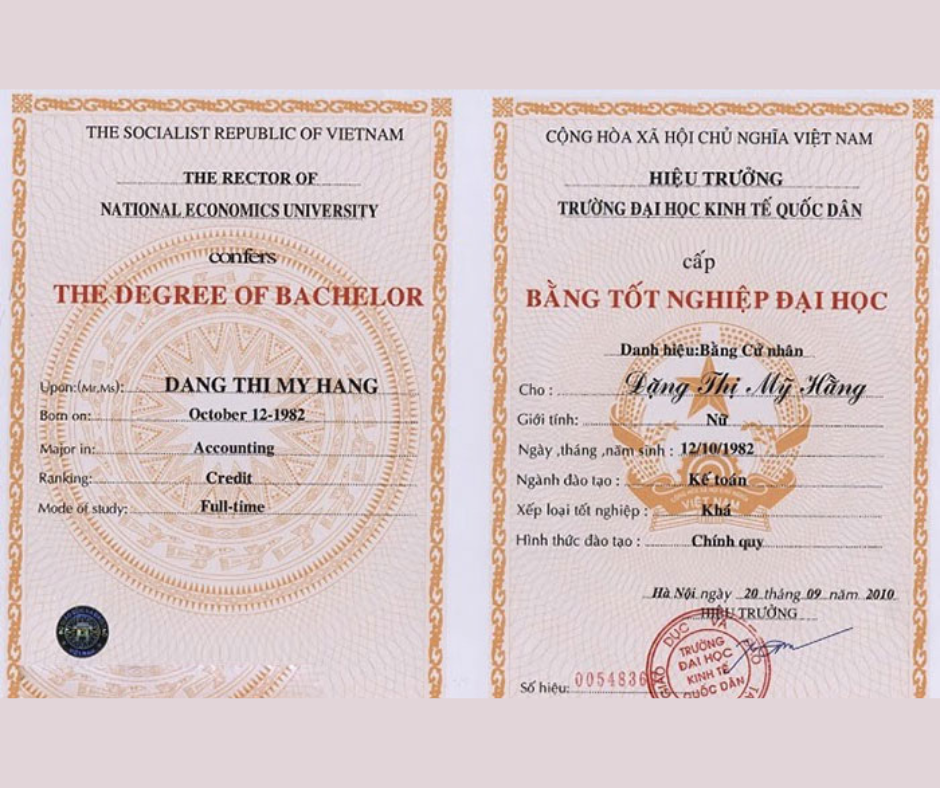 THE SOCIALIST REPUBLIC OF VIETNAM
THE RECTOR OF
NATIONAL ECONOMICS UNIVERSITY
confers
THE DEGREE OF BACHELOR
Upon:(Mr,Ms): DANG THI MY HANG
Born on: October 12-1982
Major in: Accounting
Ranking: Credit
Mode of study: Full-time
CỘNG HÒA XÃ HỘI CHỦ NGHĨA VIỆT NAM
HIỆU TRƯỞNG
TRƯỜNG ĐẠI HỌC KINH TẾ QUỐC DÂN
cấp
BẰNG TỐT NGHIỆP ĐẠI HỌC
Danh hiệu:Bằng Cử nhân
Cho : Đặng Thị Mỹ Hằng
Giới tính: Nữ
Ngày ,tháng ,năm sinh : 12/10/1982
Ngành đào tạo : Kế toán
VIỆT NAM
Xếp loại tốt nghiệp : Khá
Hình thức đào tạo : Chính quy
Hà Nội ngày 20 tháng 09 năm 2010
HIỆU TRƯỞNG
GIÁO DỤC VÀ
TRƯỜNG
ĐẠI HỌC
KINH TẾ
QUỐC DÂN
Số hiệu: 0054836